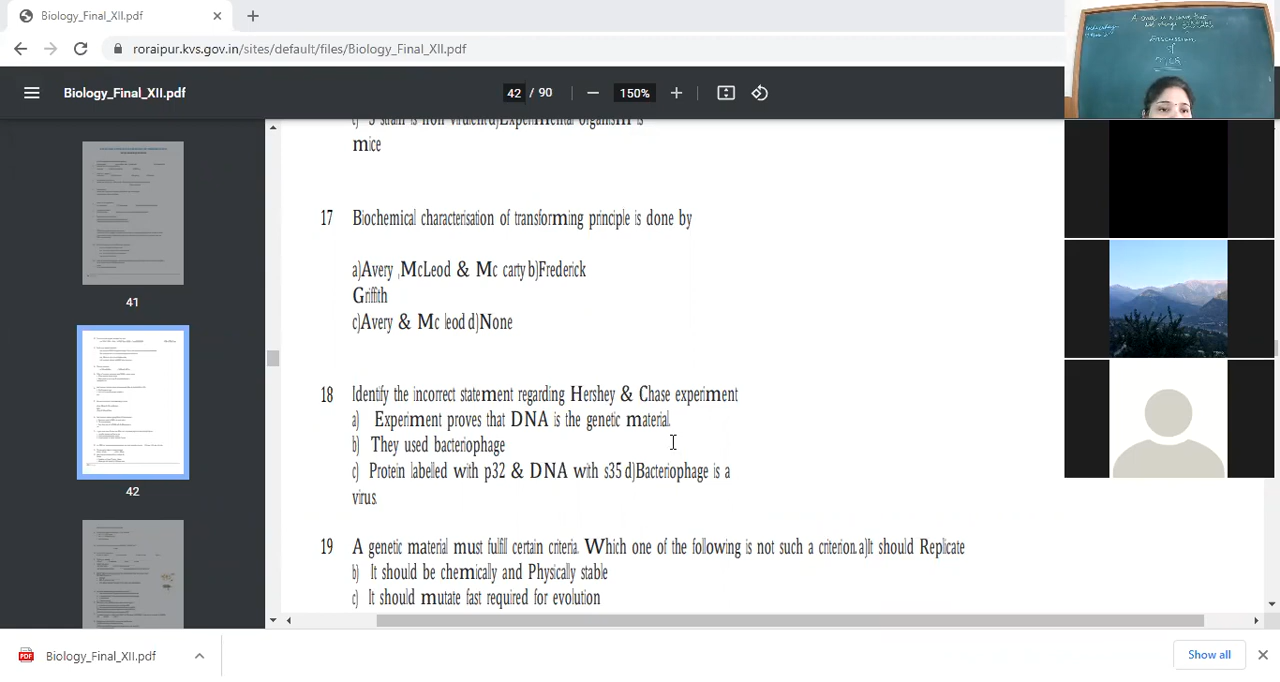 Biology_Final_XII.pdf
roraipur.kvs.gov.in/sites/default/files/Biology_Final_XII.pdf
Biology_Final_XII.pdf
42 / 90
150%
mice
17 Biochemical characterisation of transforming principle is done by
a)Avery ,McLeod & Mc carty b)Frederick
Griffith
c)Avery & Mc leod d)None
18 Identify the incorrect statement regarding Hershey & Chase experiment
a) Experiment proves that DNA is the genetic material.
b) They used bacteriophage
c) Protein labelled with p32 & DNA with s35 d)Bacteriophage is a
virus.
19 A genetic material must fulfill certain criteria. Which one of the following is not such a criterion.a)It should Replicate
should be chemically and Physically stable
c) should mutate fast required for evolution
41
42
Discussion
of
Biology_Final_XII.pdf
Show all